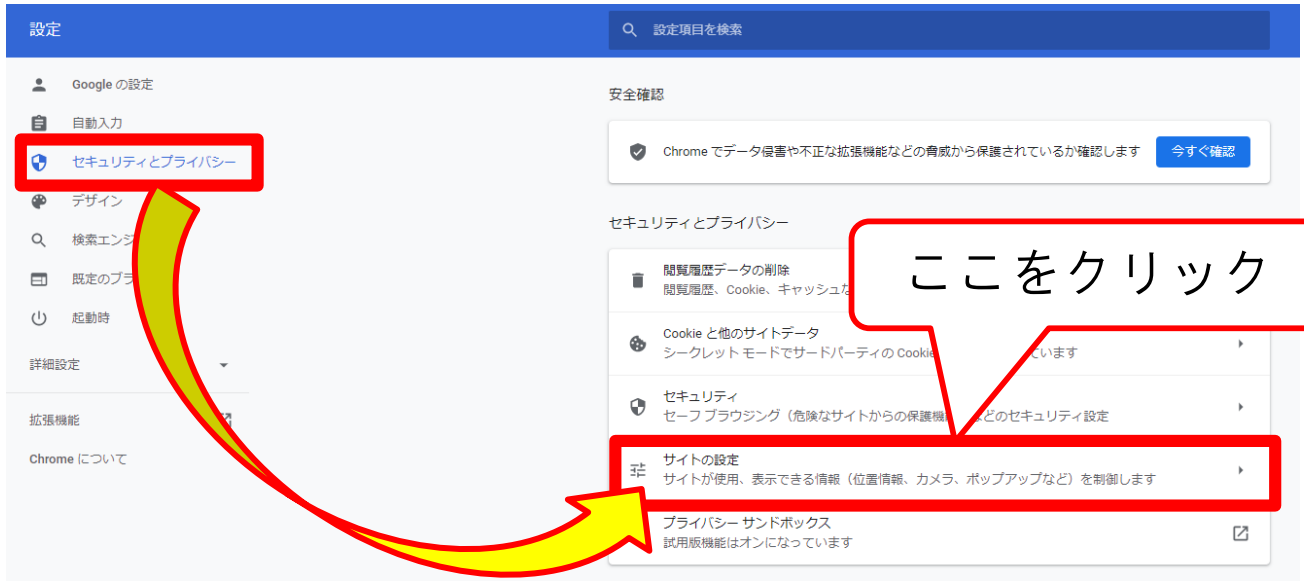 設定
設定項目を検索
Google の設定
自動入力
セキュリティとプライバシー
デザイン
検索エンジ
既定のブラ
起動時
詳細設定
拡張機能
Chrome について
安全確認
Chrome でデータ侵害や不正な拡張機能などの脅威から保護されているか確認します
今すぐ確認
セキュリティとプライバシー
ここをクリック
閲覧履歴データの削除
閲覧履歴、Cookie、キャッシュな
Cookie と他のサイトデータ
シークレット モードでサードパーティの Cookie ています
セキュリティ
セーフ ブラウジング（危険なサイトからの保護機 などのセキュリティ設定
サイトの設定
サイトが使用、表示できる情報（位置情報、カメラ、ポップアップなど）を制御します
プライバシー サンドボックス
試用版機能はオンになっています